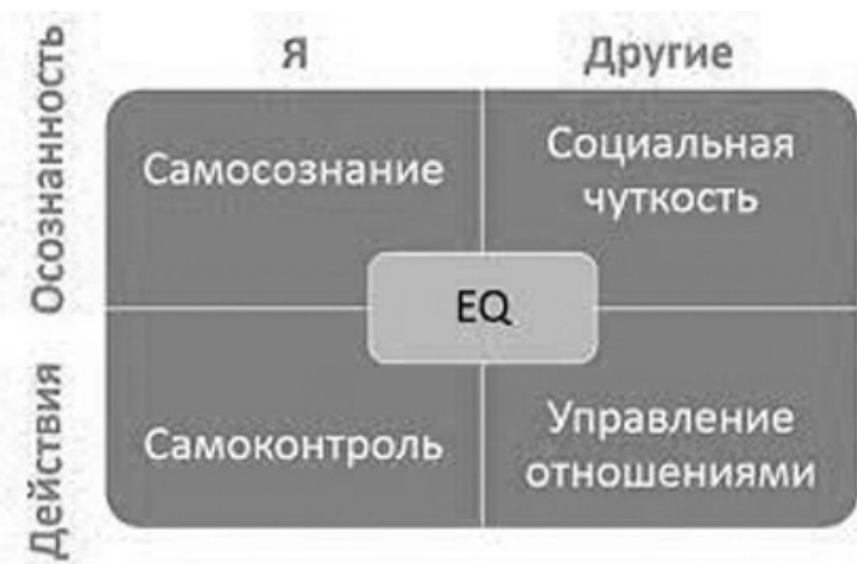 Я
Другие
Осознанность
Самосознание
Социальная
чуткость
EQ
Действия
Самоконтроль
Управление
отношениями